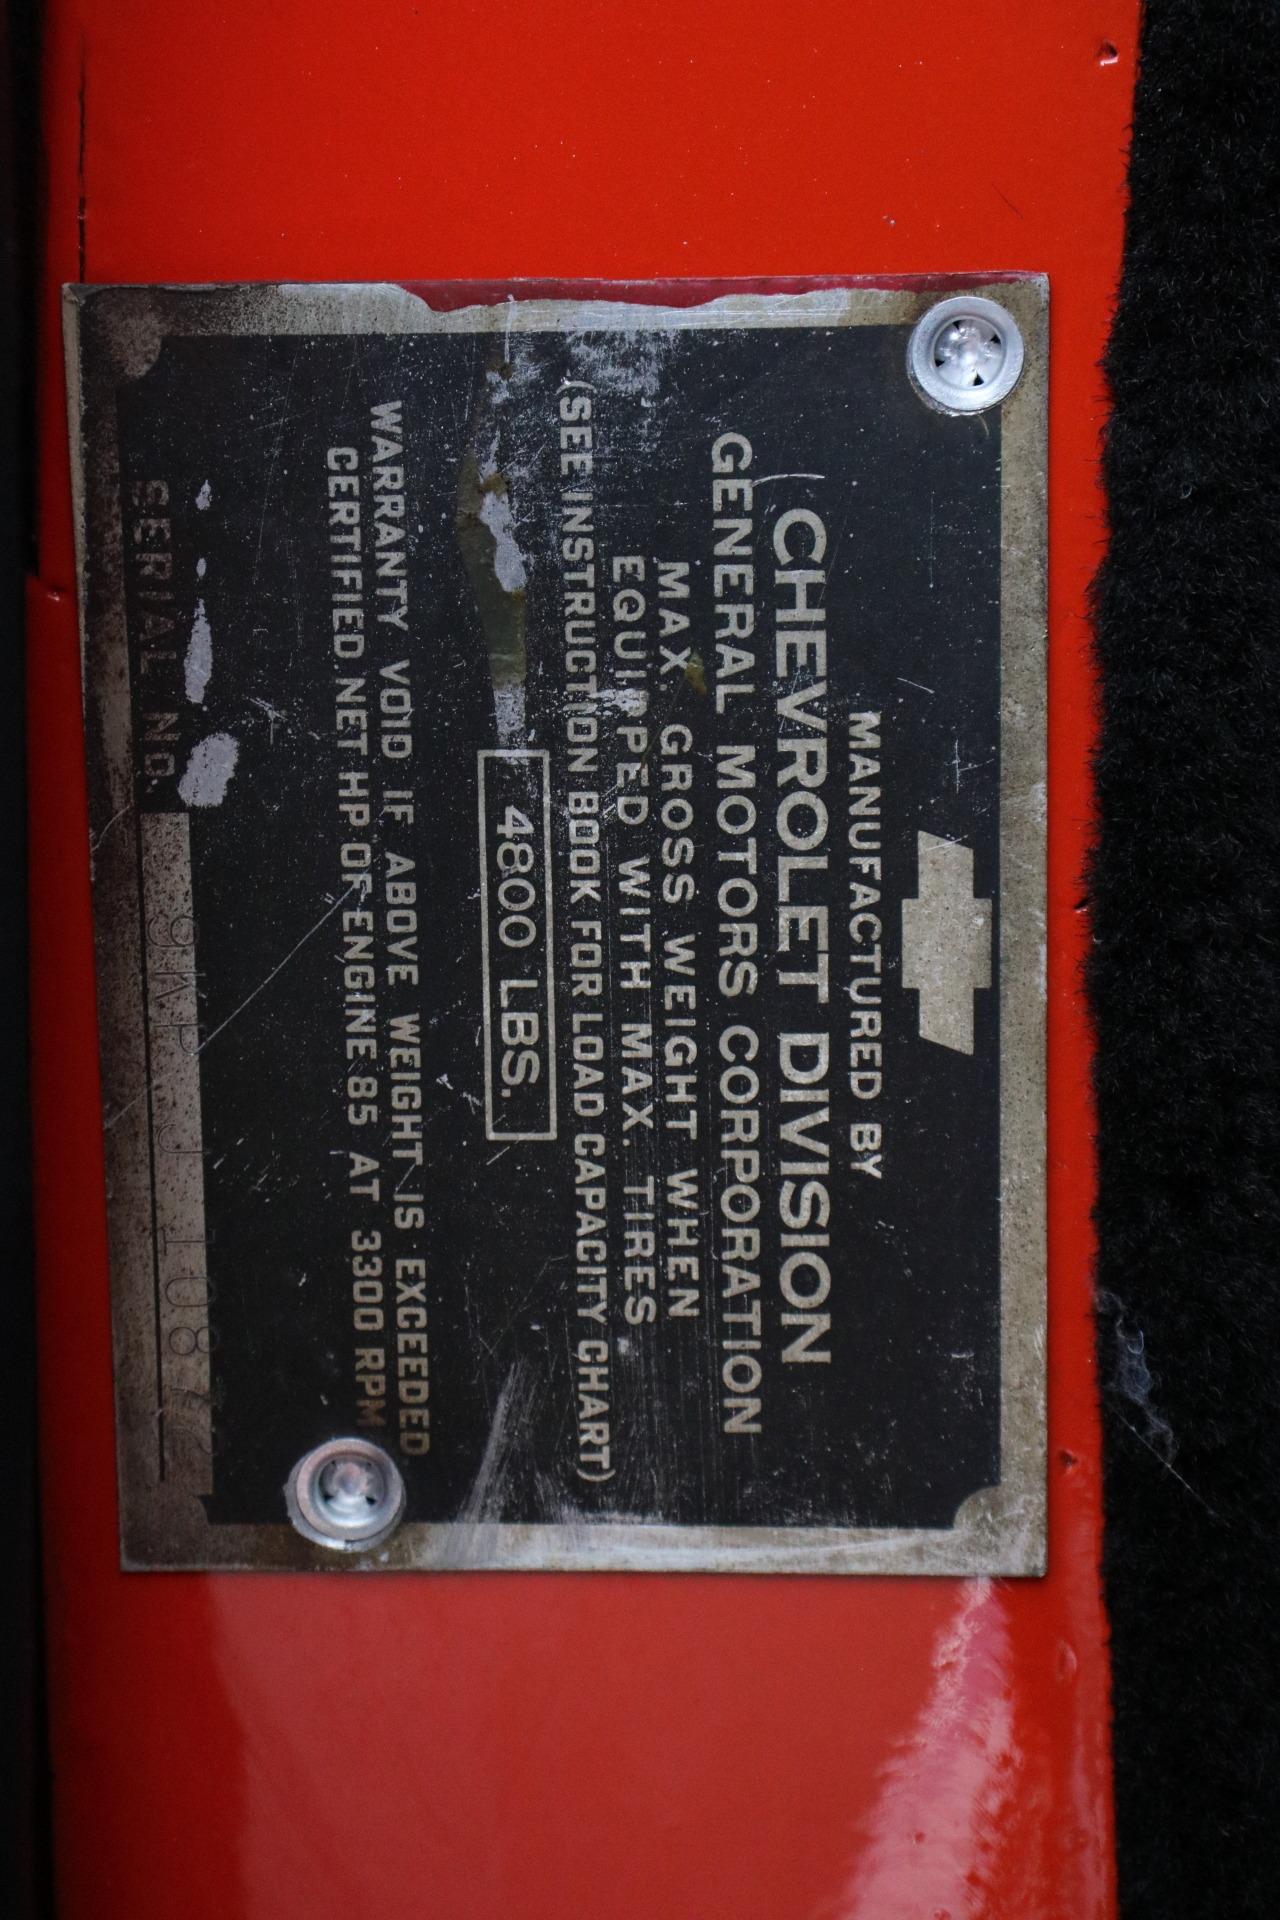 MANUFACTURED BY
CHEVROLET DIVISION
GENERAL MOTORS CORPORATION
MAX. GROSS WEIGHT WHEN
EQUIPPED WITH MAX. TIRES
(SEE INSTRUCTION BOOK FOR LOAD CAPACITY CHART)
4800 LBS.
WARRANTY VOID IF ABOVE WEIGHT IS EXCEEDED
CERTIFIED NET HP OF ENGINE 85 AT 3300 RPM
SERIAL NO.